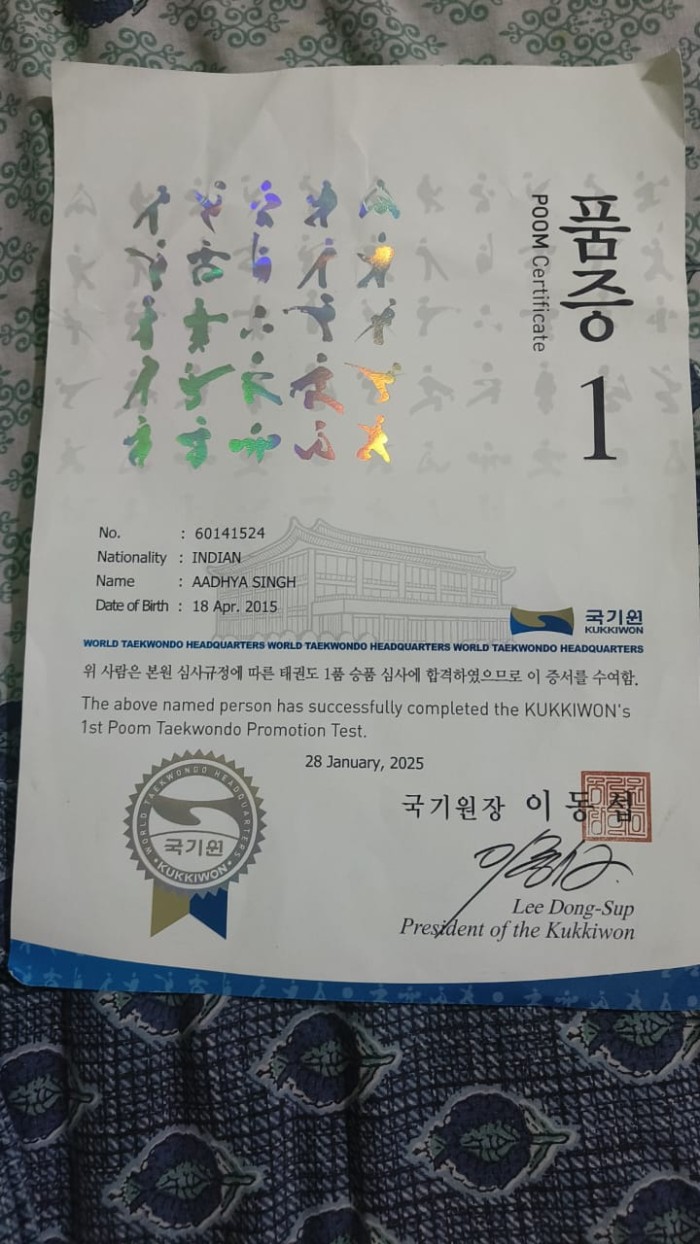 품증 1
POOM Certificate
No. : 60141524
Nationality : INDIAN
Name : AADHYA SINGH
Date of Birth : 18 Apr. 2015
국기원
KUKKIWON
WORLD TAEKWONDO HEADQUARTERS WORLD TAEKWONDO HEADQUARTERS WORLD TAEKWONDO HEADQUARTERS
위 사람은 본원 심사규정에 따른 태권도 1품 승품 심사에 합격하였으므로 이 증서를 수여함.
The above named person has successfully completed the KUKKIWON's
1st Poom Taekwondo Promotion Test.
28 January, 2025
WORLD TAEKWONDO HEADQUARTERS
국기원
KUKKIWON
국기원장 이동섭
Lee Dong-Sup
President of the Kukkiwon